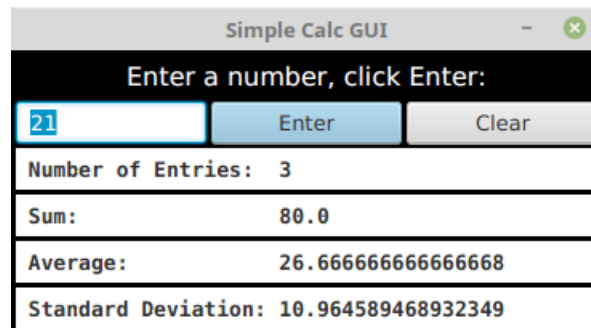 Simple Calc GUI
Enter a number, click Enter:
21 Enter Clear
Number of Entries: 3
Sum: 80.0
Average: 26.666666666666668
Standard Deviation: 10.964589468932349